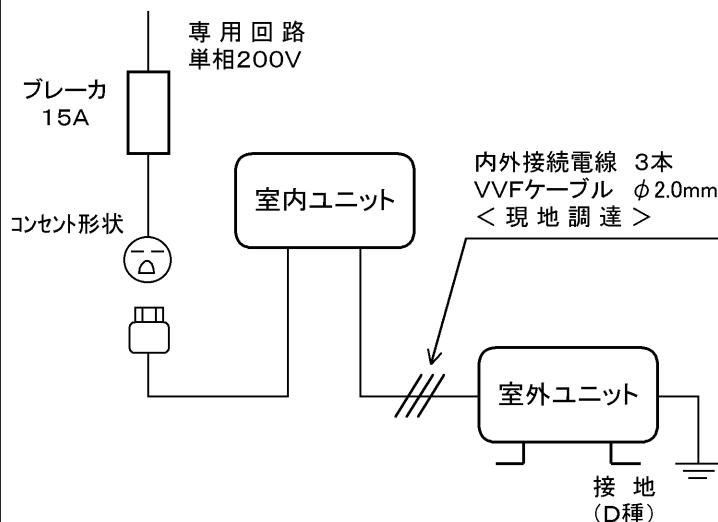 専用回路
単相200V
ブレーカ
15A
コンセント形状
室内ユニット
内外接続電線 3本
VVFケーブル φ2.0mm
＜現地調達＞
室外ユニット
接地
(D種)